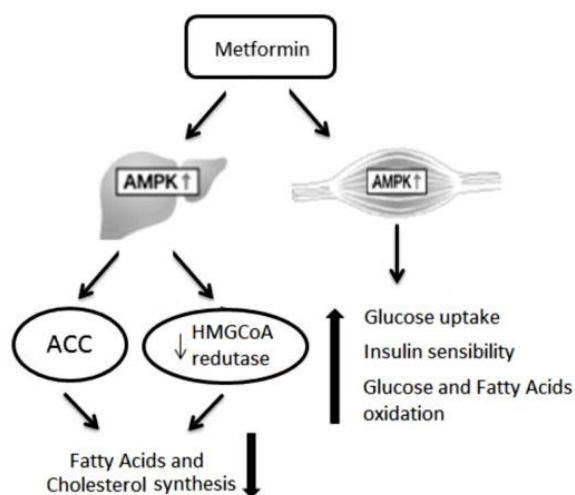 Metformin
AMPK↑
AMPK↑
ACC
↓ HMGCoA
redutase
Glucose uptake
Insulin sensibility
Glucose and Fatty Acids
oxidation
Fatty Acids and
Cholesterol synthesis